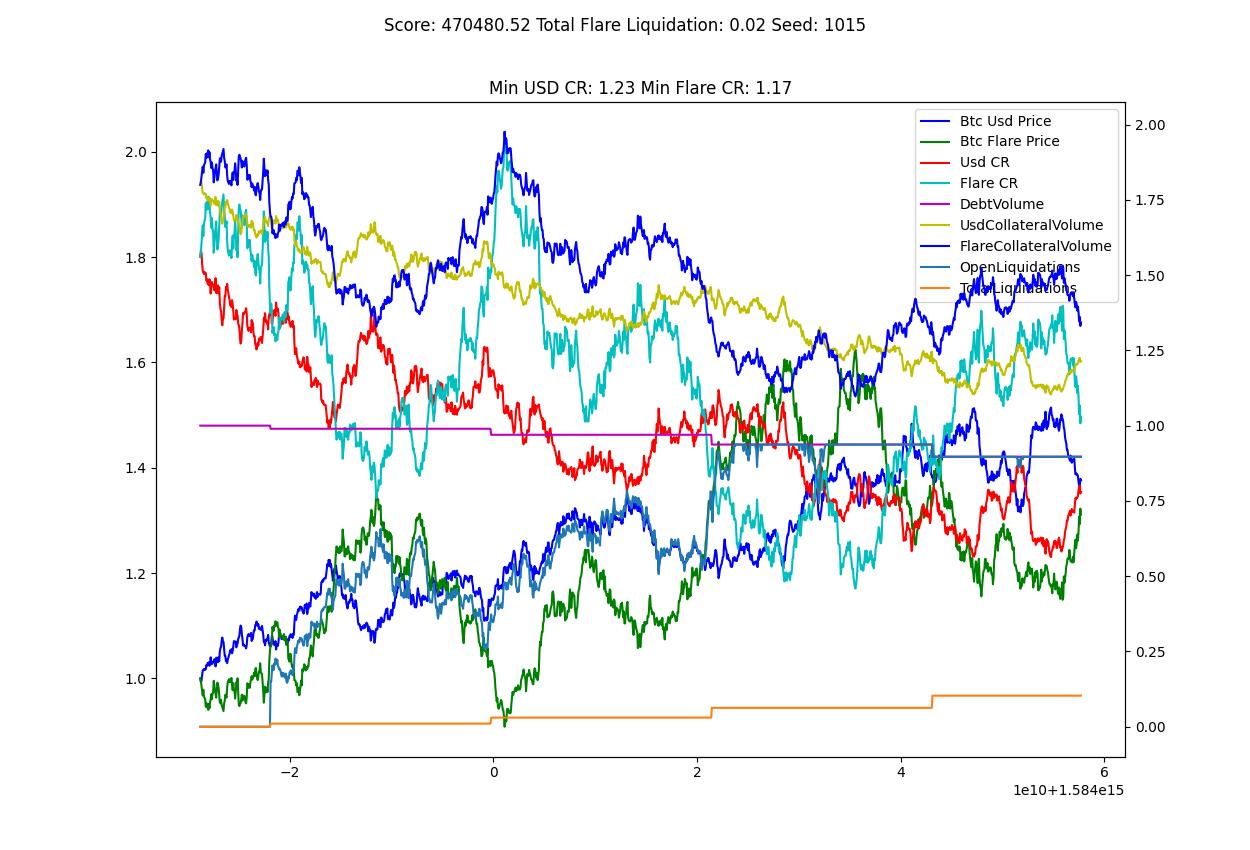 Score: 470480.52 Total Flare Liquidation: 0.02 Seed: 1015
Min USD CR: 1.23 Min Flare CR: 1.17
Btc Usd Price
Btc Flare Price
Usd CR
Flare CR
DebtVolume
UsdCollateralVolume
FlareCollateralVolume
OpenLiquidations
TotalLiquidations
2.0
1.8
1.6
1.4
1.2
1.0
2.00
1.75
1.50
1.25
1.00
0.75
0.50
0.25
0.00
−2
0
2
4
6
1e10+1.584e15